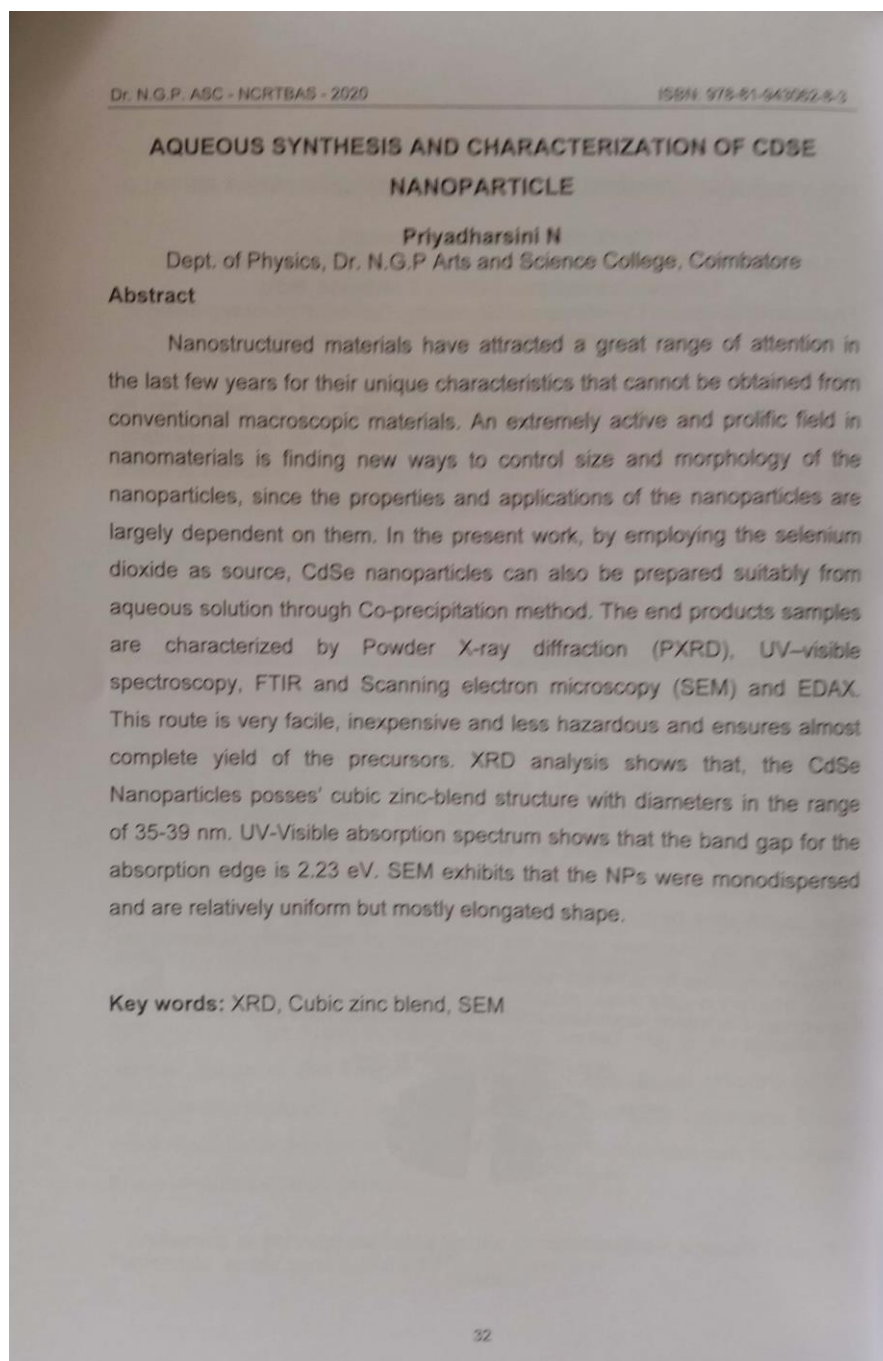 Dr. N.G.P. ASC - NCRTBAS - 2020 ISBN: 978-81-943062-8-3
AQUEOUS SYNTHESIS AND CHARACTERIZATION OF CDSE
NANOPARTICLE
Priyadharsini N
Dept. of Physics, Dr. N.G.P Arts and Science College, Coimbatore
Abstract
Nanostructured materials have attracted a great range of attention in
the last few years for their unique characteristics that cannot be obtained from
conventional macroscopic materials. An extremely active and prolific field in
nanomaterials is finding new ways to control size and morphology of the
nanoparticles, since the properties and applications of the nanoparticles are
largely dependent on them. In the present work, by employing the selenium
dioxide as source, CdSe nanoparticles can also be prepared suitably from
aqueous solution through Co-precipitation method. The end products samples
are characterized by Powder X-ray diffraction (PXRD), UV–visible
spectroscopy, FTIR and Scanning electron microscopy (SEM) and EDAX.
This route is very facile, inexpensive and less hazardous and ensures almost
complete yield of the precursors. XRD analysis shows that, the CdSe
Nanoparticles posses' cubic zinc-blend structure with diameters in the range
of 35-39 nm. UV-Visible absorption spectrum shows that the band gap for the
absorption edge is 2.23 eV. SEM exhibits that the NPs were monodispersed
and are relatively uniform but mostly elongated shape.
Key words: XRD, Cubic zinc blend, SEM
32